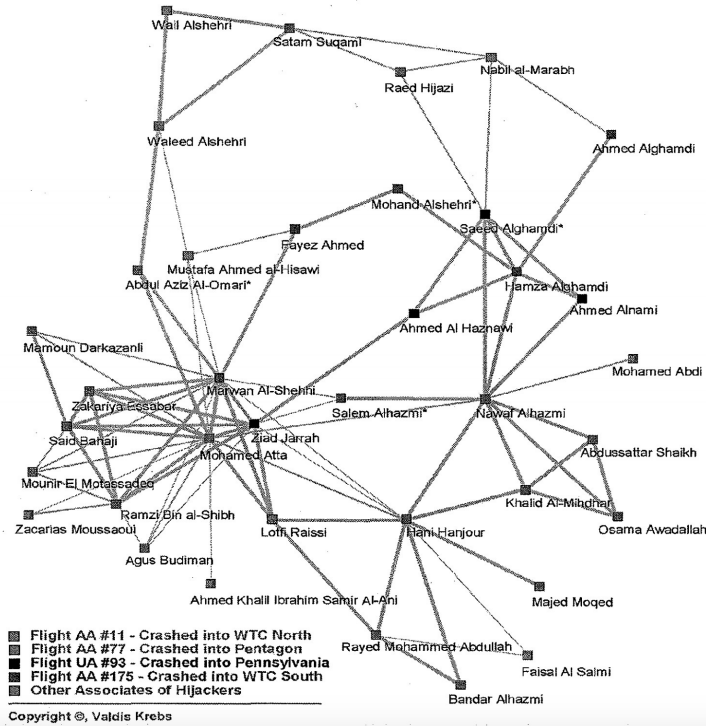 Wail Alshehri
Satam Suqami
Nabil al-Marabh
Raed Hijazi
Waleed Alshehri
Ahmed Alghamdi
Mohand Alshehri*
Saeed Alghamdi*
Fayez Ahmed
Mustafa Ahmed al-Hisawi
Abdul Aziz Al-Omari*
Hamza Alghamdi
Ahmed Alnami
Ahmed Al Haznawi
Mamoun Darkazanli
Mohamed Abdi
Marwan Al-Shehhi
Zakariya Essabar
Salem Alhazmi*
Nawaf Alhazmi
Said Bahaji
Ziad Jarrah
Mohamed Atta
Abdussattar Shaikh
Mounir El Motassadeq
Khalid Al-Mihdhar
Zacarias Moussaoui
Ramzi Bin al-Shibh
Osama Awadallah
Lotfi Raissi
Hani Hanjour
Agus Budiman
Ahmed Khalil Ibrahim Samir Al-Ani
Majed Moqed
Rayed Mohammed Abdullah
Faisal Al Salmi
Bandar Alhazmi
Flight AA #11 - Crashed into WTC North
Flight AA #77 - Crashed into Pentagon
Flight UA #93 - Crashed into Pennsylvania
Flight AA #175 - Crashed into WTC South
Other Associates of Hijackers
Copyright ©, Valdis Krebs